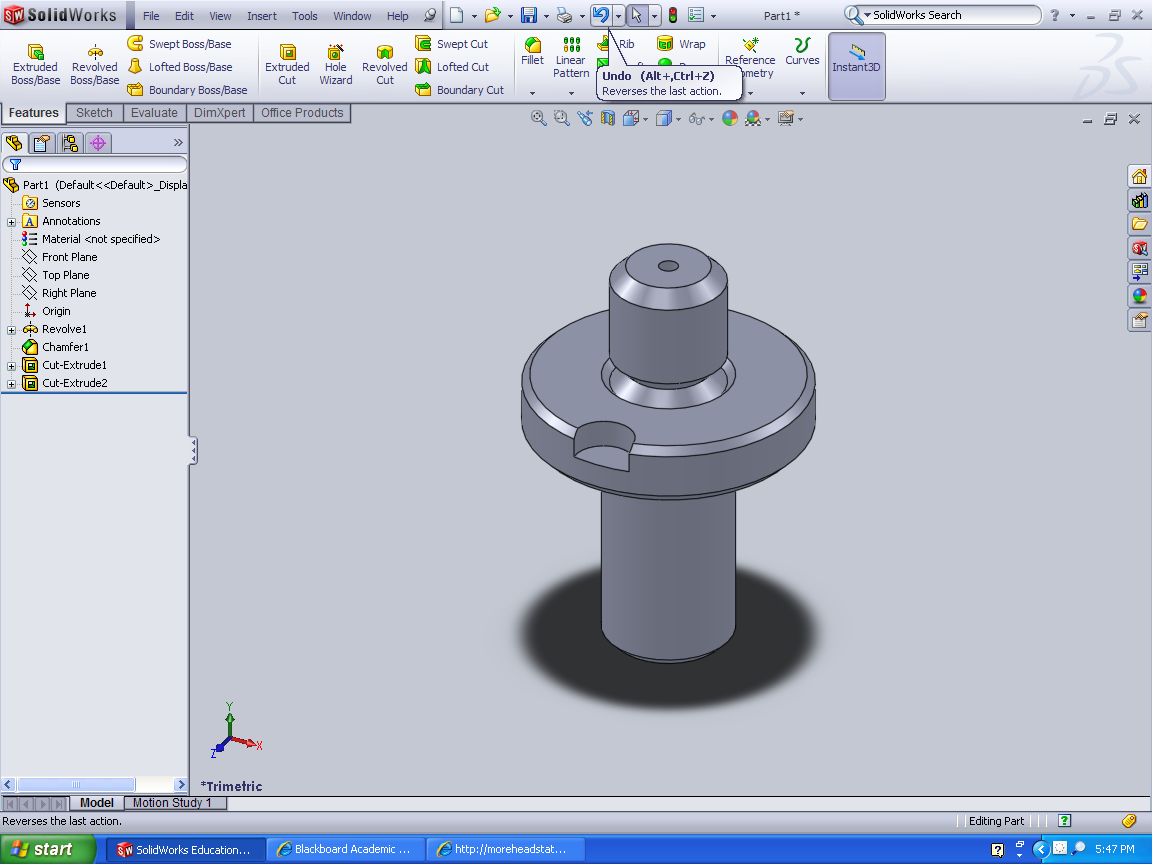 SW SolidWorks File Edit View Insert Tools Window Help Part1 * SolidWorks Search
Extruded Boss/Base
Revolved Boss/Base
Swept Boss/Base
Lofted Boss/Base
Boundary Boss/Base
Extruded Cut
Hole Wizard
Revolved Cut
Swept Cut
Lofted Cut
Boundary Cut
Fillet
Linear Pattern
Rib
Wrap
Reference
ometry
Curves
Instant3D
Undo (Alt+,Ctrl+Z)
Reverses the last action.
Features Sketch Evaluate DimXpert Office Products
Part1 (Default<<Default>_Displa
Sensors
Annotations
Material <not specified>
Front Plane
Top Plane
Right Plane
Origin
Revolve1
Chamfer1
Cut-Extrude1
Cut-Extrude2
Y
X
Z
*Trimetric
Model Motion Study 1
Reverses the last action. Editing Part
start SolidWorks Education... Blackboard Academic ... http://moreheadstat... 5:47 PM